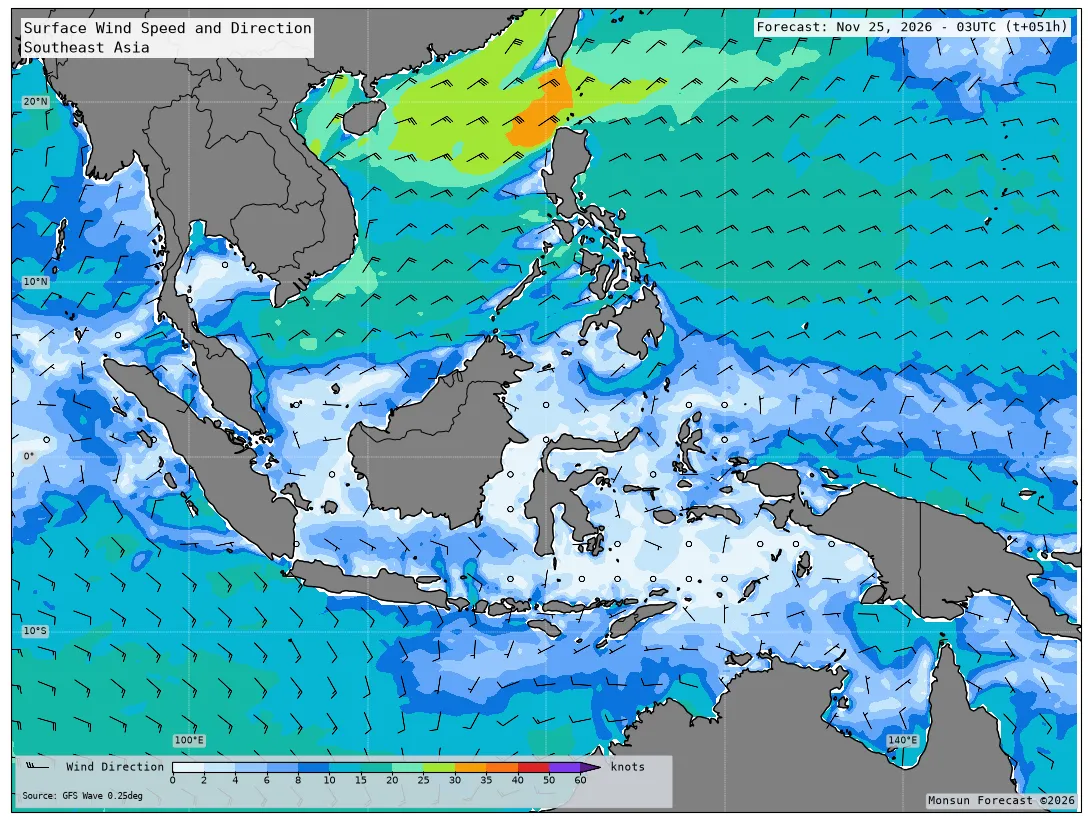 Surface Wind Speed and Direction
Southeast Asia
Forecast: Nov 25, 2026 - 03UTC (t+051h)
20°N
10°N
0°
10°S
100°E
140°E
Wind Direction
0 2 4 6 8 10 15 20 25 30 35 40 50 60
knots
Source: GFS Wave 0.25deg
Monsun Forecast ©2026